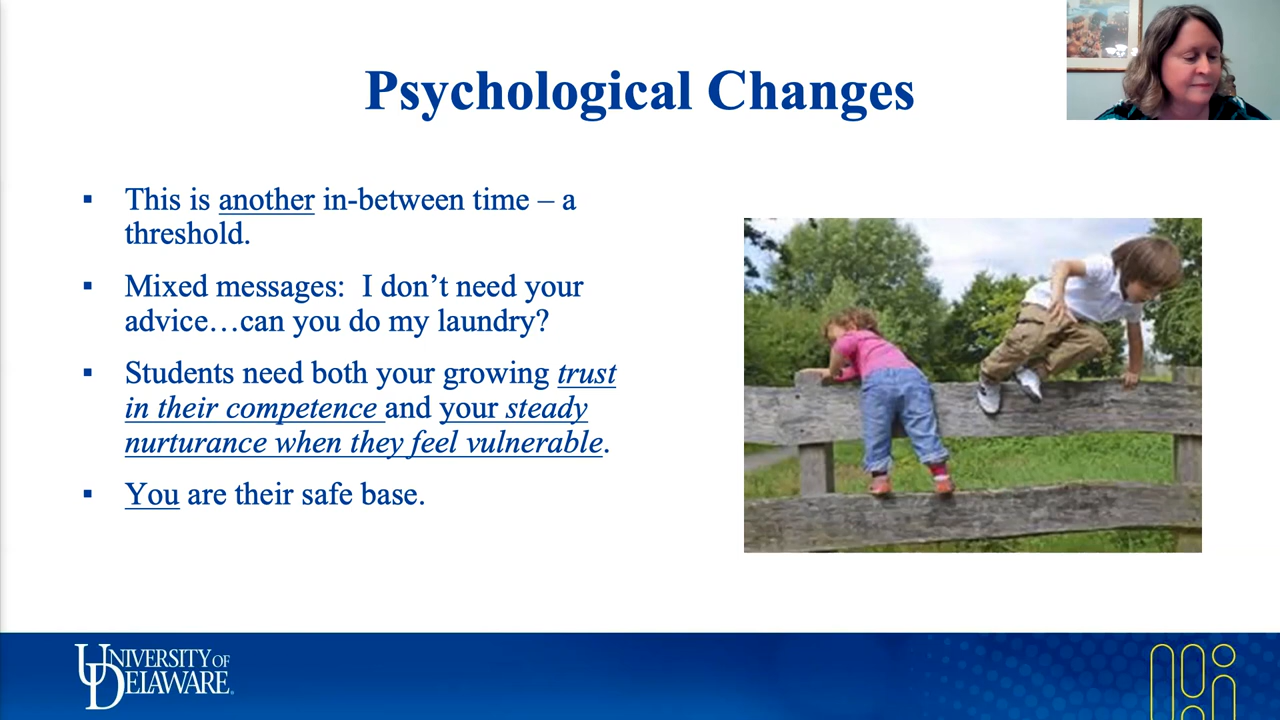 Psychological Changes
▪ This is another in-between time – a
threshold.
▪ Mixed messages:  I don’t need your
advice…can you do my laundry?
▪ Students need both your growing trust
in their competence and your steady
nurturance when they feel vulnerable.
▪ You are their safe base.
UNIVERSITY OF
DELAWARE.